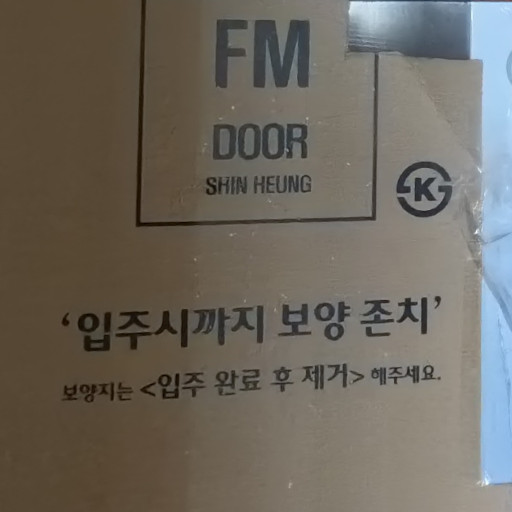 FM
DOOR
SHIN HEUNG
K
‘입주시까지 보양 존치’
보양지는 <입주 완료 후 제거> 해주세요.